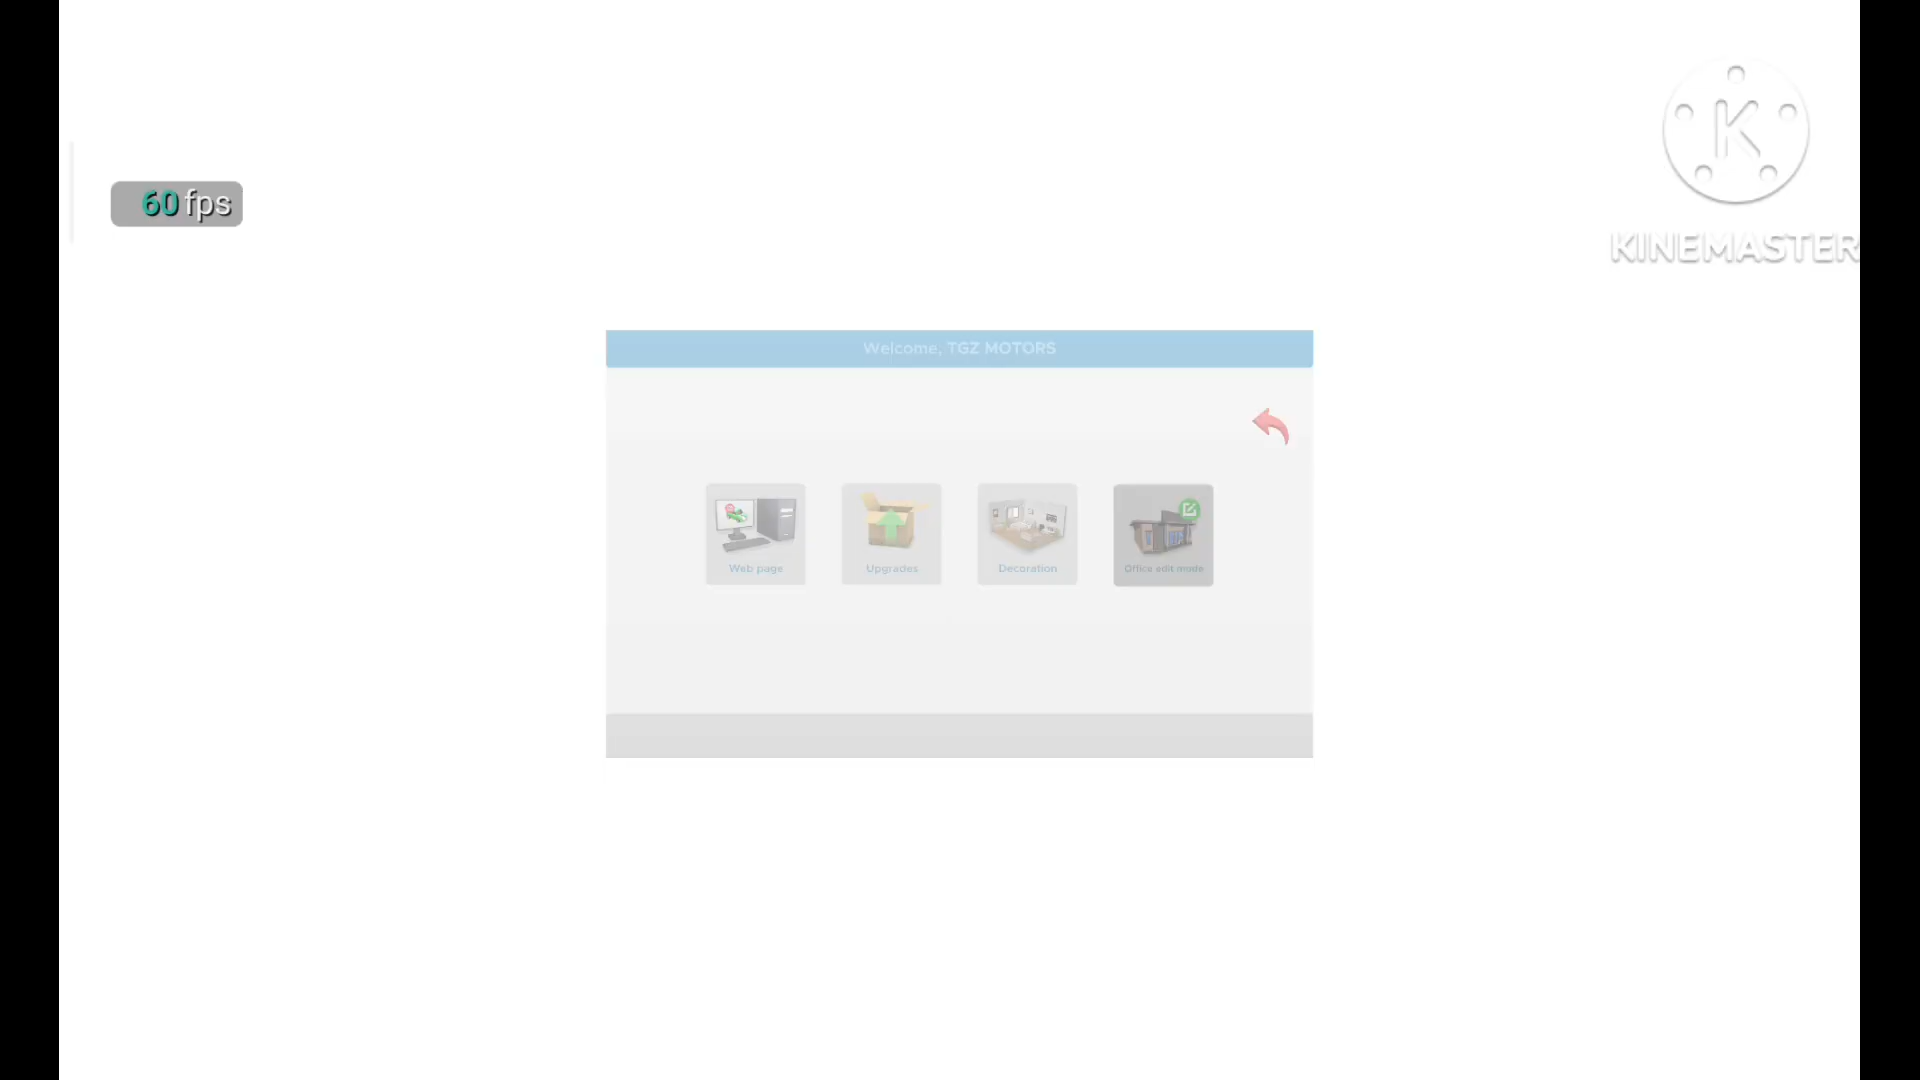 60 fps
K
KINEMASTER
Welcome, TGZ MOTORS
Web page
Upgrades
Decoration
Office edit mode